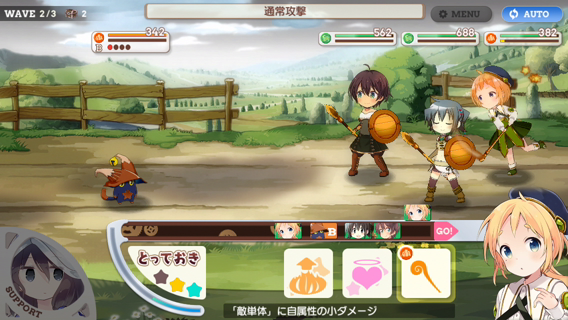 WAVE 2/3 2
通常攻撃
MENU
AUTO
342
B
562
688
382
B
GO!
とっておき
SUPPORT
「敵単体」に自属性の小ダメージ